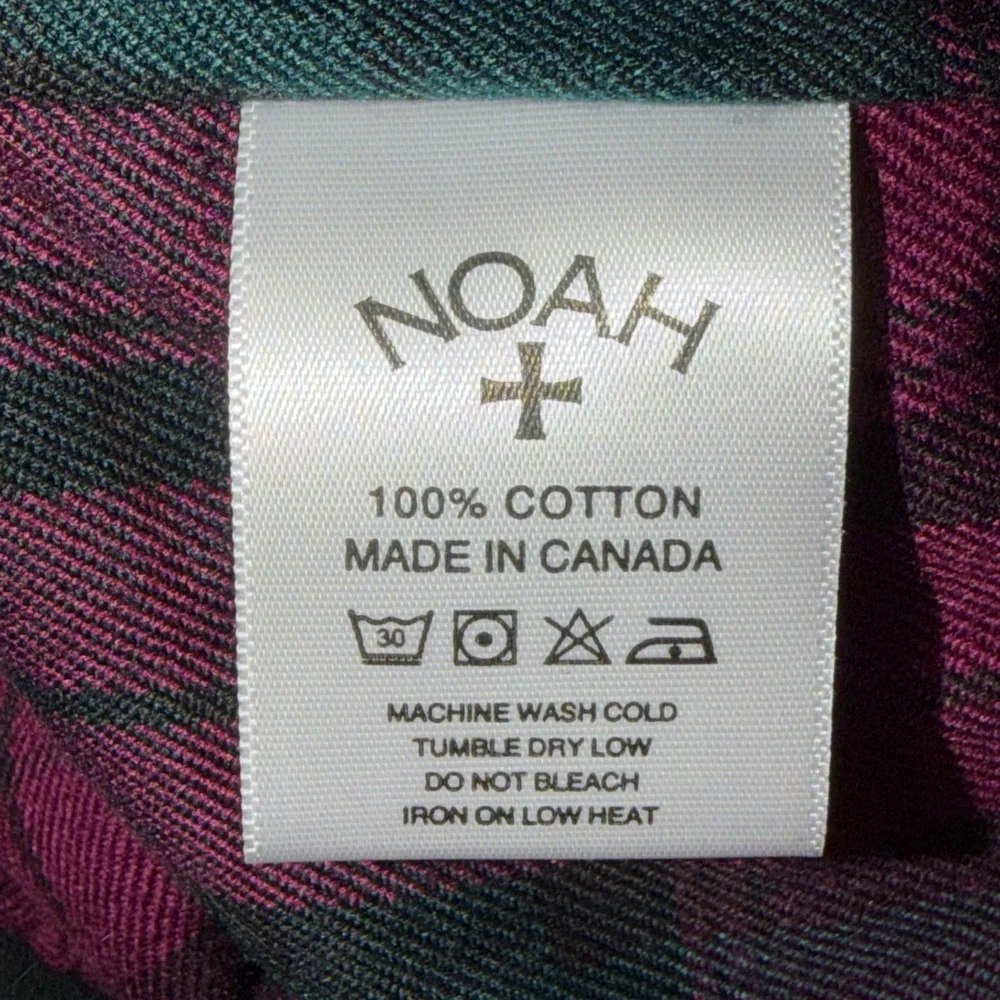 NOAH
100% COTTON
MADE IN CANADA
30
MACHINE WASH COLD
TUMBLE DRY LOW
DO NOT BLEACH
IRON ON LOW HEAT